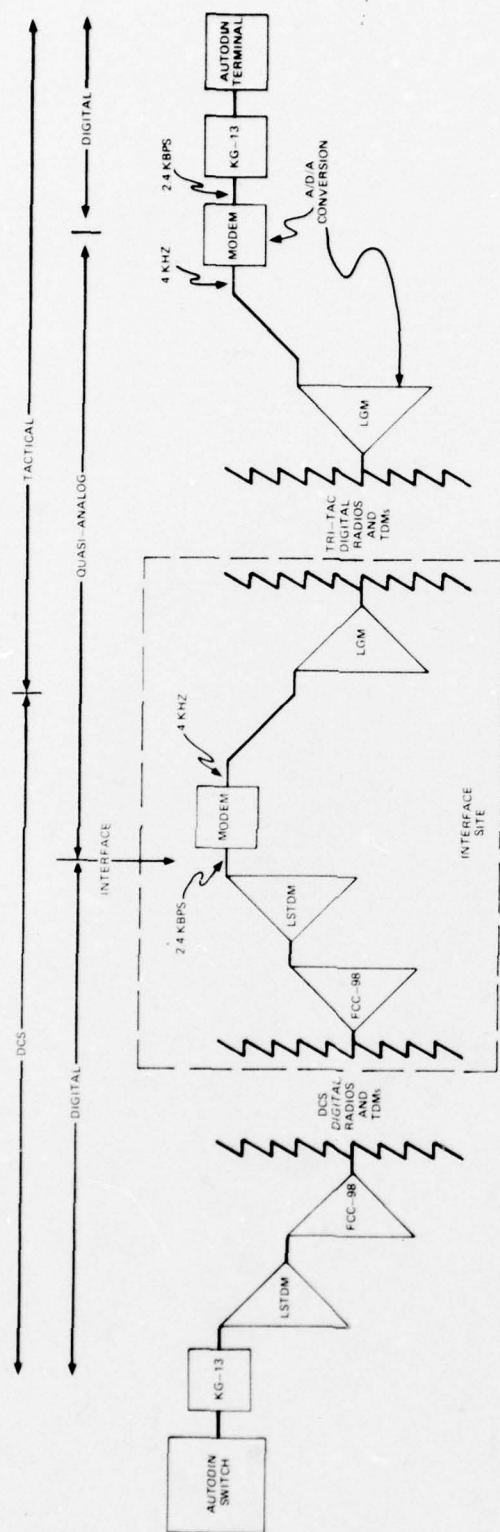 DCS
TACTICAL
DIGITAL
QUASI-ANALOG
DIGITAL
INTERFACE
AUTODIN
SWITCH
KG-13
LSTDM
FCC-98
DCS
DIGITAL
RADIOS
AND
TDMs
FCC-98
LSTDM
2.4 KBPS
MODEM
4 KHZ
LGM
INTERFACE
SITE
TRI-TAC
DIGITAL
RADIOS
AND
TDMs
LGM
4 KHZ
MODEM
2.4 KBPS
KG-13
AUTODIN
TERMINAL
A/D/A
CONVERSION